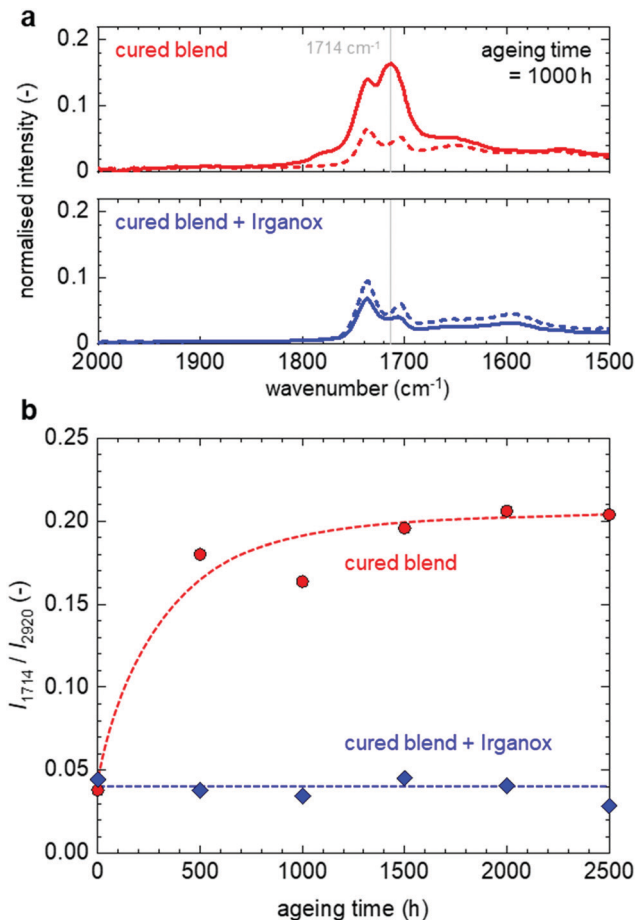 a
0.2
cured blend
1714 cm⁻¹
ageing time
= 1000 h
0.1
0
0.2
cured blend + Irganox
0.1
0
normalised intensity (-)
2000 1900 1800 1700 1600 1500
wavenumber (cm⁻¹)
b
0.25
0.20
cured blend
0.15
I1714 / I2920 (-)
0.10
cured blend + Irganox
0.05
0.00
0 500 1000 1500 2000 2500
ageing time (h)